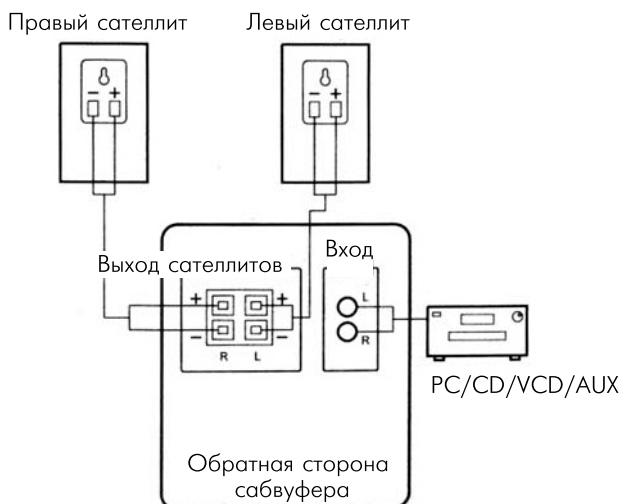 Правый сателлит
Левый сателлит
− +
− +
Выход сателлитов
Вход
+ +
− −
R L
L
R
PC/CD/VCD/AUX
Обратная сторона
сабвуфера